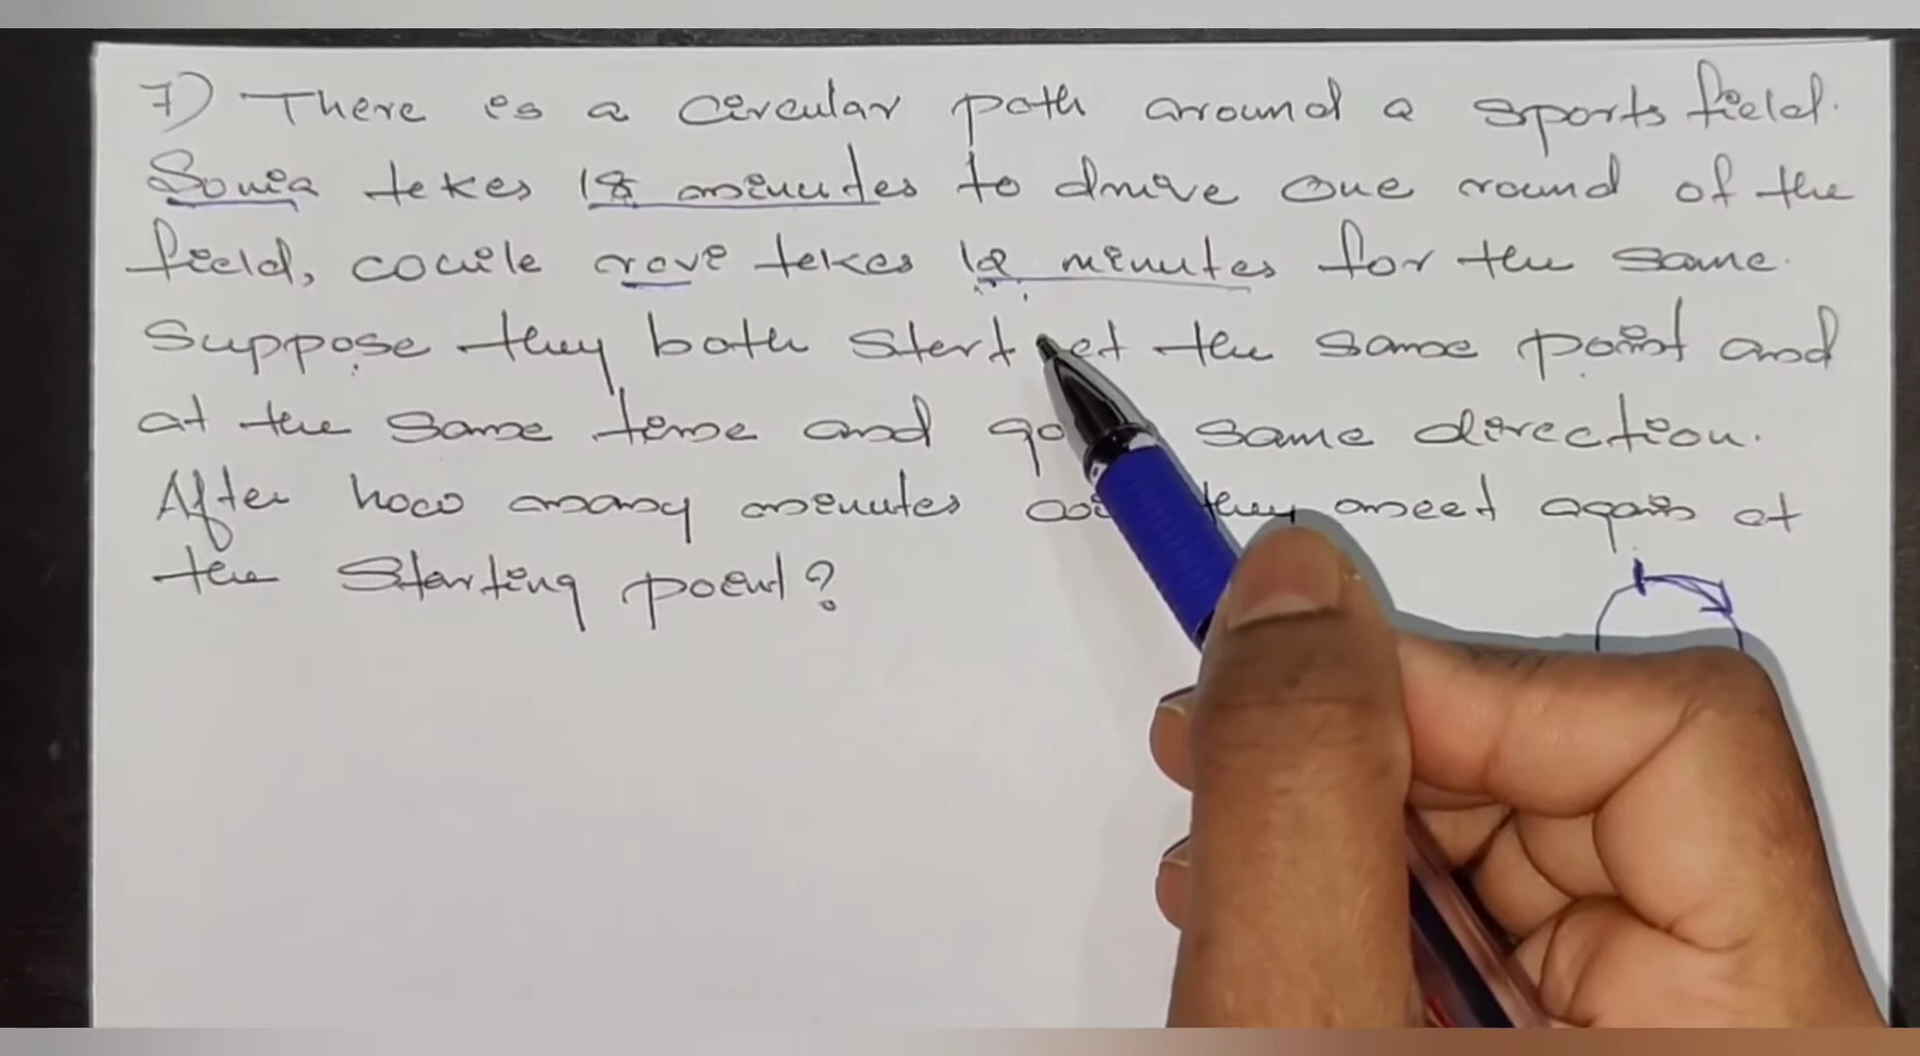 7) There is a circular path around a sports field.
Sonia takes 18 minutes to drive one round of the
field, while ravi takes 12 minutes for the same.
Suppose they both start at the same point and
at the same time and go same direction.
After how many minutes they meet again at
the starting point?